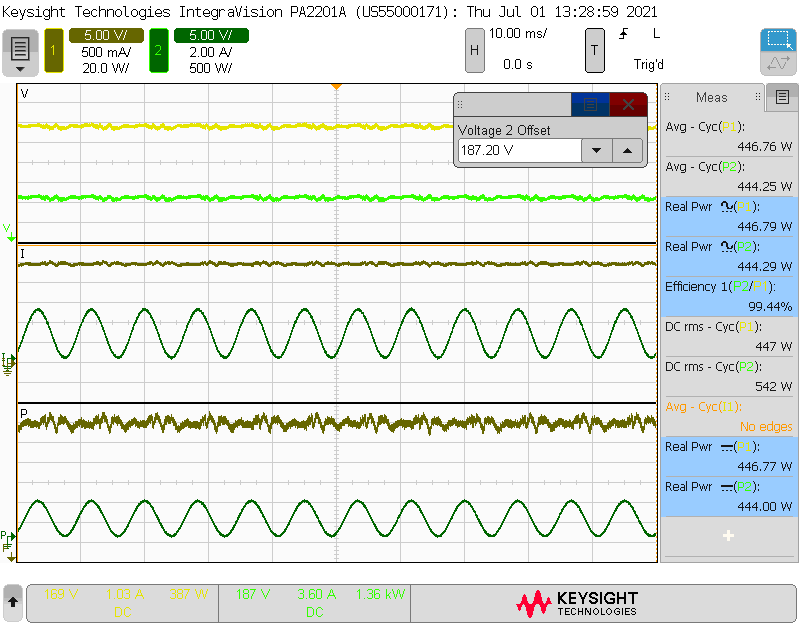 Keysight Technologies IntegraVision PA2201A (US55000171): Thu Jul 01 13:28:59 2021
1
5.00 V/
500 mA/
20.0 W/
2
5.00 V/
2.00 A/
500 W/
H
10.00 ms/
0.0 s
T
L
Trig'd
V
Voltage 2 Offset
187.20 V
V
I
I
P
P
Meas
Avg - Cyc(P1):
446.76 W
Avg - Cyc(P2):
444.25 W
Real Pwr (P1):
446.79 W
Real Pwr (P2):
444.29 W
Efficiency 1(P2/P1):
99.44%
DC rms - Cyc(P1):
447 W
DC rms - Cyc(P2):
542 W
Avg - Cyc(I1):
No edges
Real Pwr (P1):
446.77 W
Real Pwr (P2):
444.00 W
169 V
DC
187 V 3.60 A 1.36 kW
DC
KEYSIGHT
TECHNOLOGIES